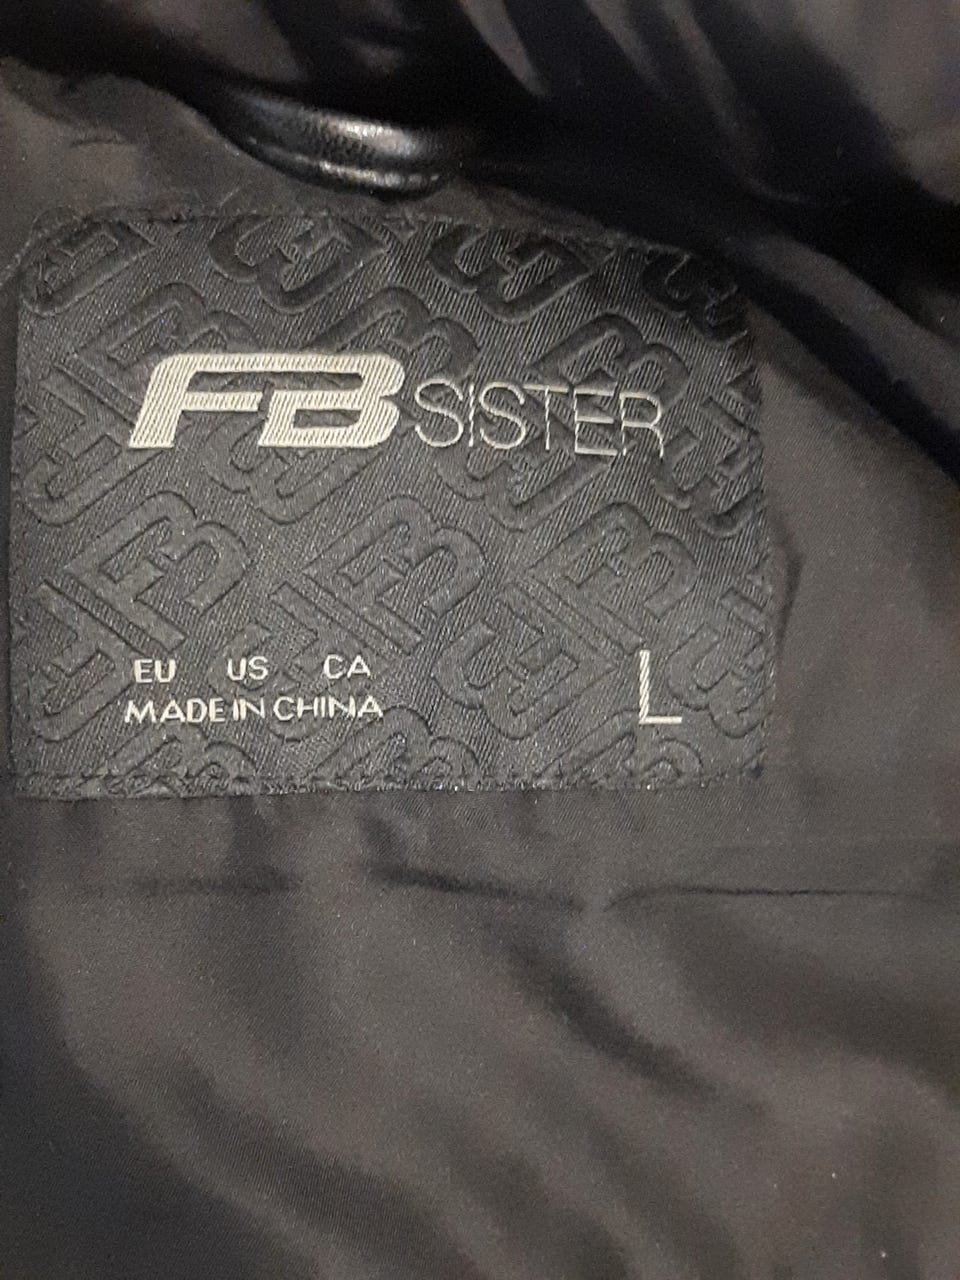 FB SISTER
EU US CA
MADE IN CHINA
L